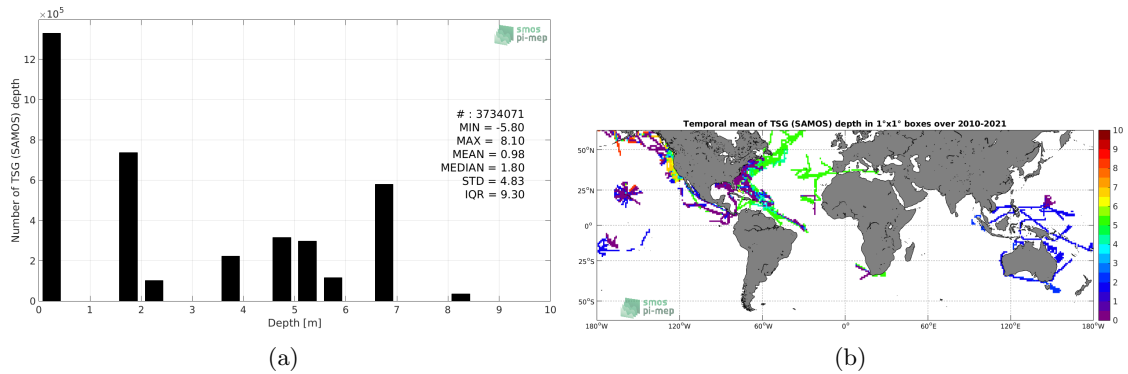 ×10⁵
smos
pi-mep
12
10
8
6
4
2
0
Number of TSG (SAMOS) depth
# : 3734071
MIN = -5.80
MAX = 8.10
MEAN = 0.98
MEDIAN = 1.80
STD = 4.83
IQR = 9.30
0 1 2 3 4 5 6 7 8 9 10
Depth [m]
(a)
Temporal mean of TSG (SAMOS) depth in 1°x1° boxes over 2010-2021
50°N
25°N
0°
25°S
50°S
smos
pi-mep
180°W 120°W 60°W 0° 60°E 120°E 180°W
10
9
8
7
6
5
4
3
2
1
0
(b)